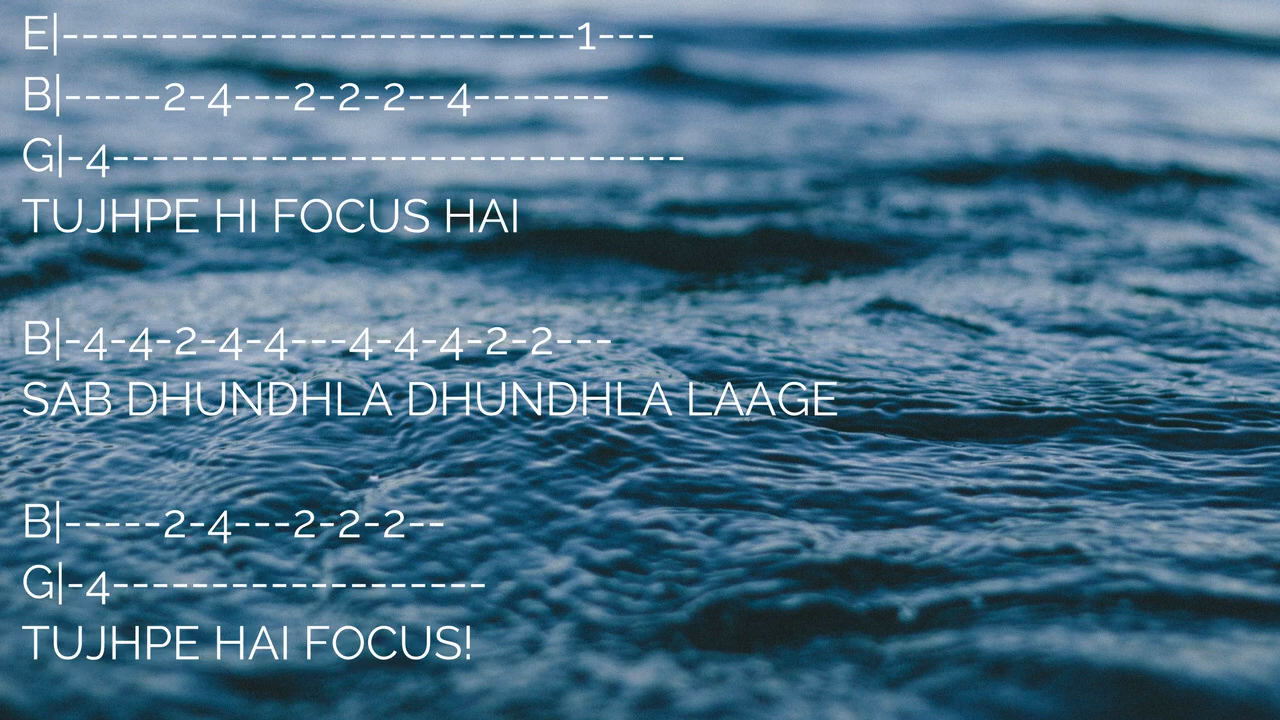 E|--------------------------1---
B|-----2-4---2-2-2--4-------
G|-4-----------------------------
TUJHPE HI FOCUS HAI
B|-4-4-2-4-4---4-4-4-2-2---
SAB DHUNDHLA DHUNDHLA LAAGE
B|-----2-4---2-2-2--
G|-4-------------------
TUJHPE HAI FOCUS!